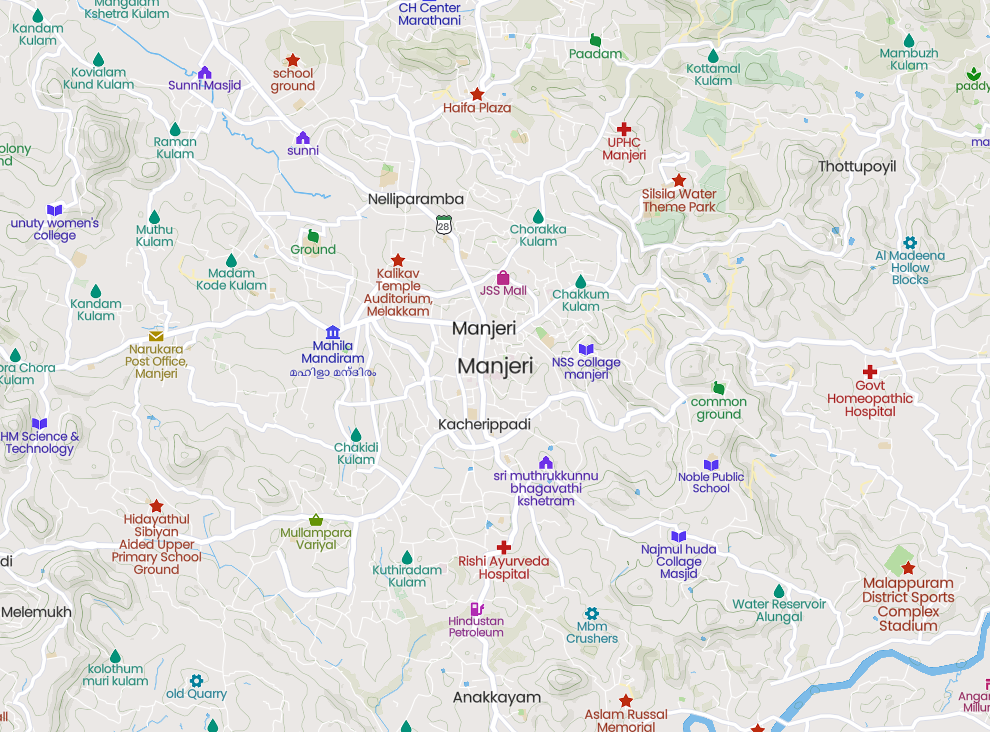 Mangalam
Kshetra Kulam
CH Center
Marathani
Kandam
Kulam
Paadam
Mambuzh
Kulam
Kovialam
Kund Kulam
Sunni Masjid
school
ground
Kottamal
Kulam
paddy
Haifa Plaza
Raman
Kulam
sunni
UPHC
Manjeri
olony
nd
ma
Thottupoyil
Silsila Water
Theme Park
Nelliparamba
28
unuty women's
college
Muthu
Kulam
Ground
Chorakka
Kulam
Al Madeena
Hollow
Blocks
Madam
Kode Kulam
Kalikav
Temple
Auditorium,
Melakkam
JSS Mall
Chakkum
Kulam
Kandam
Kulam
Manjeri
Mahila
Mandiram
മഹിളാ മന്ദിരം
Narukara
Post Office,
Manjeri
ora Chora
Kulam
Manjeri
NSS collage
manjeri
Govt
Homeopathic
Hospital
common
ground
Kacherippadi
HM Science &
Technology
Chakidi
Kulam
sri muthrukkunnu
bhagavathi
kshetram
Noble Public
School
Hidayathul
Sibiyan
Aided Upper
Primary School
Ground
Mullampara
Variyal
Najmul huda
Collage
Masjid
di
Kuthiradam
Kulam
Rishi Ayurveda
Hospital
Malappuram
District Sports
Complex
Stadium
Melemukh
Water Reservoir
Alungal
Hindustan
Petroleum
Mbm
Crushers
kolothum
muri kulam
old Quarry
Anakkayam
Angan
Millu
all
Aslam Russal
Memorial